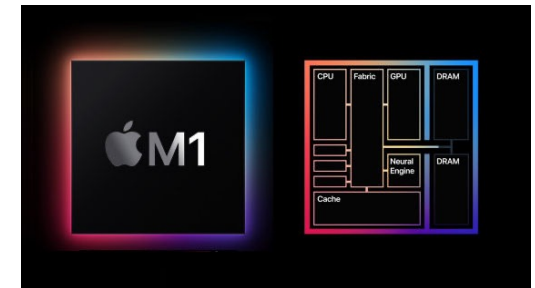 M1
CPU
Fabric
GPU
DRAM
Neural
Engine
DRAM
Cache